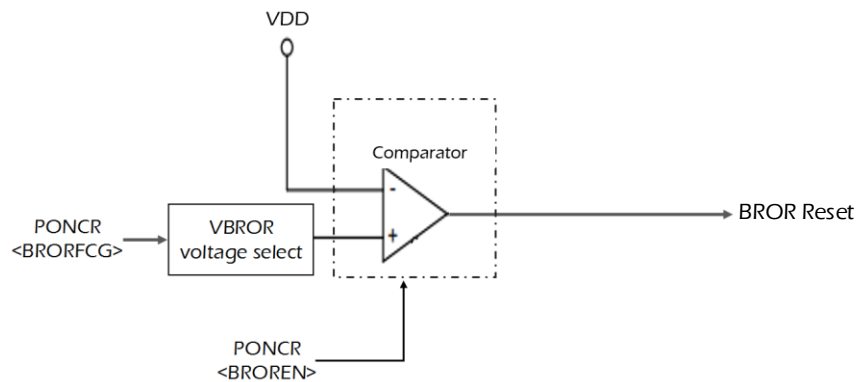 VDD
Comparator
-
PONCR
<BRORFCG>
VBROR
voltage select
+
BROR Reset
PONCR
<BROREN>